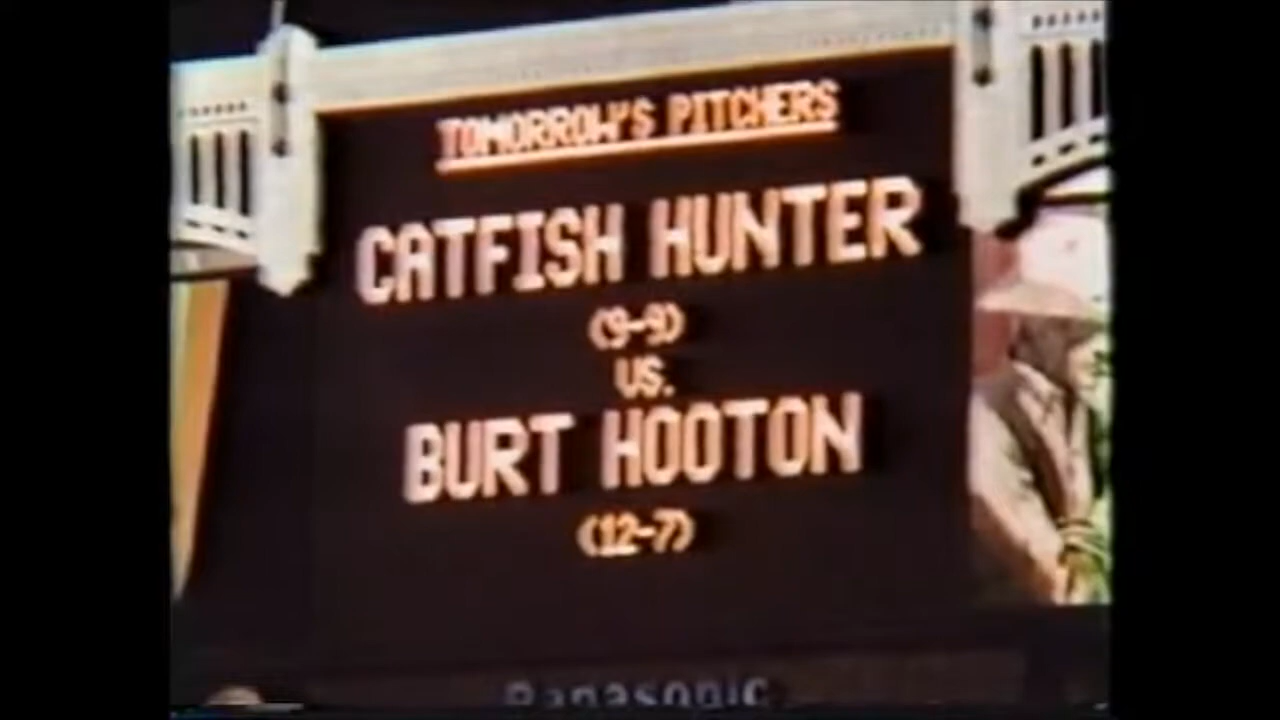 TOMORROW'S PITCHERS
CATFISH HUNTER
(9-9)
VS.
BURT HOOTON
(12-7)
Panasonic